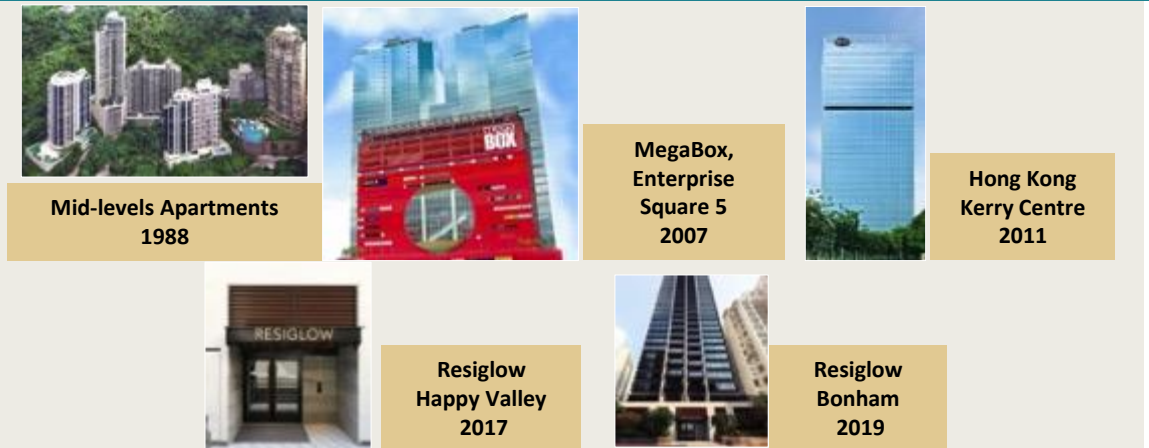 Mid-levels Apartments
1988
BOX
MegaBox,
Enterprise
Square 5
2007
Hong Kong
Kerry Centre
2011
RESIGLOW
Resiglow
Happy Valley
2017
Resiglow
Bonham
2019